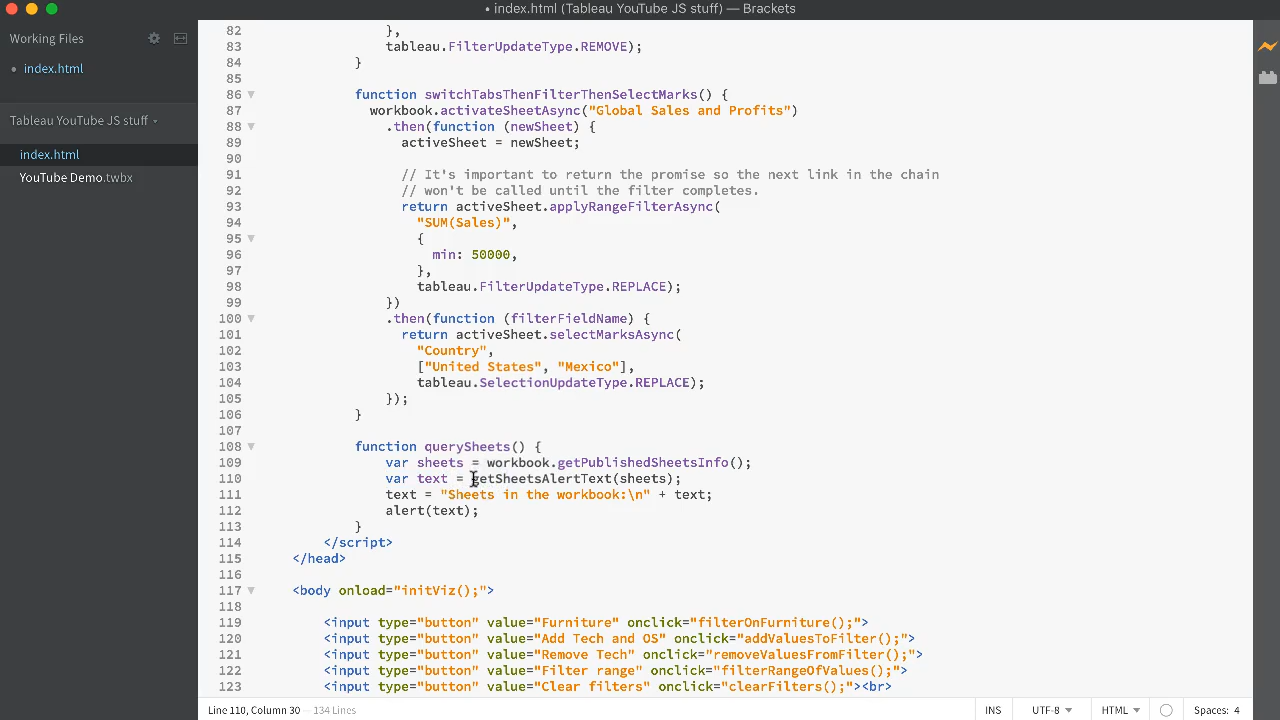 • index.html (Tableau YouTube JS stuff) — Brackets
Working Files
• index.html
Tableau YouTube JS stuff
index.html
YouTube Demo.twbx
82 },
83 tableau.FilterUpdateType.REMOVE);
84 }
85
86 function switchTabsThenFilterThenSelectMarks() {
87 workbook.activateSheetAsync("Global Sales and Profits")
88 .then(function (newSheet) {
89 activeSheet = newSheet;
90
91 // It's important to return the promise so the next link in the chain
92 // won't be called until the filter completes.
93 return activeSheet.applyRangeFilterAsync(
94 "SUM(Sales)",
95 {
96 min: 50000,
97 },
98 tableau.FilterUpdateType.REPLACE);
99 })
100 .then(function (filterFieldName) {
101 return activeSheet.selectMarksAsync(
102 "Country",
103 ["United States", "Mexico"],
104 tableau.SelectionUpdateType.REPLACE);
105 });
106 }
107
108 function querySheets() {
109 var sheets = workbook.getPublishedSheetsInfo();
110 var text = getSheetsAlertText(sheets);
111 text = "Sheets in the workbook:\n" + text;
112 alert(text);
113 }
114 </script>
115 </head>
116
117 <body onload="initViz();">
118
119 <input type="button" value="Furniture" onclick="filterOnFurniture();">
120 <input type="button" value="Add Tech and OS" onclick="addValuesToFilter();">
121 <input type="button" value="Remove Tech" onclick="removeValuesFromFilter();">
122 <input type="button" value="Filter range" onclick="filterRangeOfValues();">
123 <input type="button" value="Clear filters" onclick="clearFilters();"><br>
Line 110, Column 30 — 134 Lines
INS
UTF-8
HTML
Spaces: 4